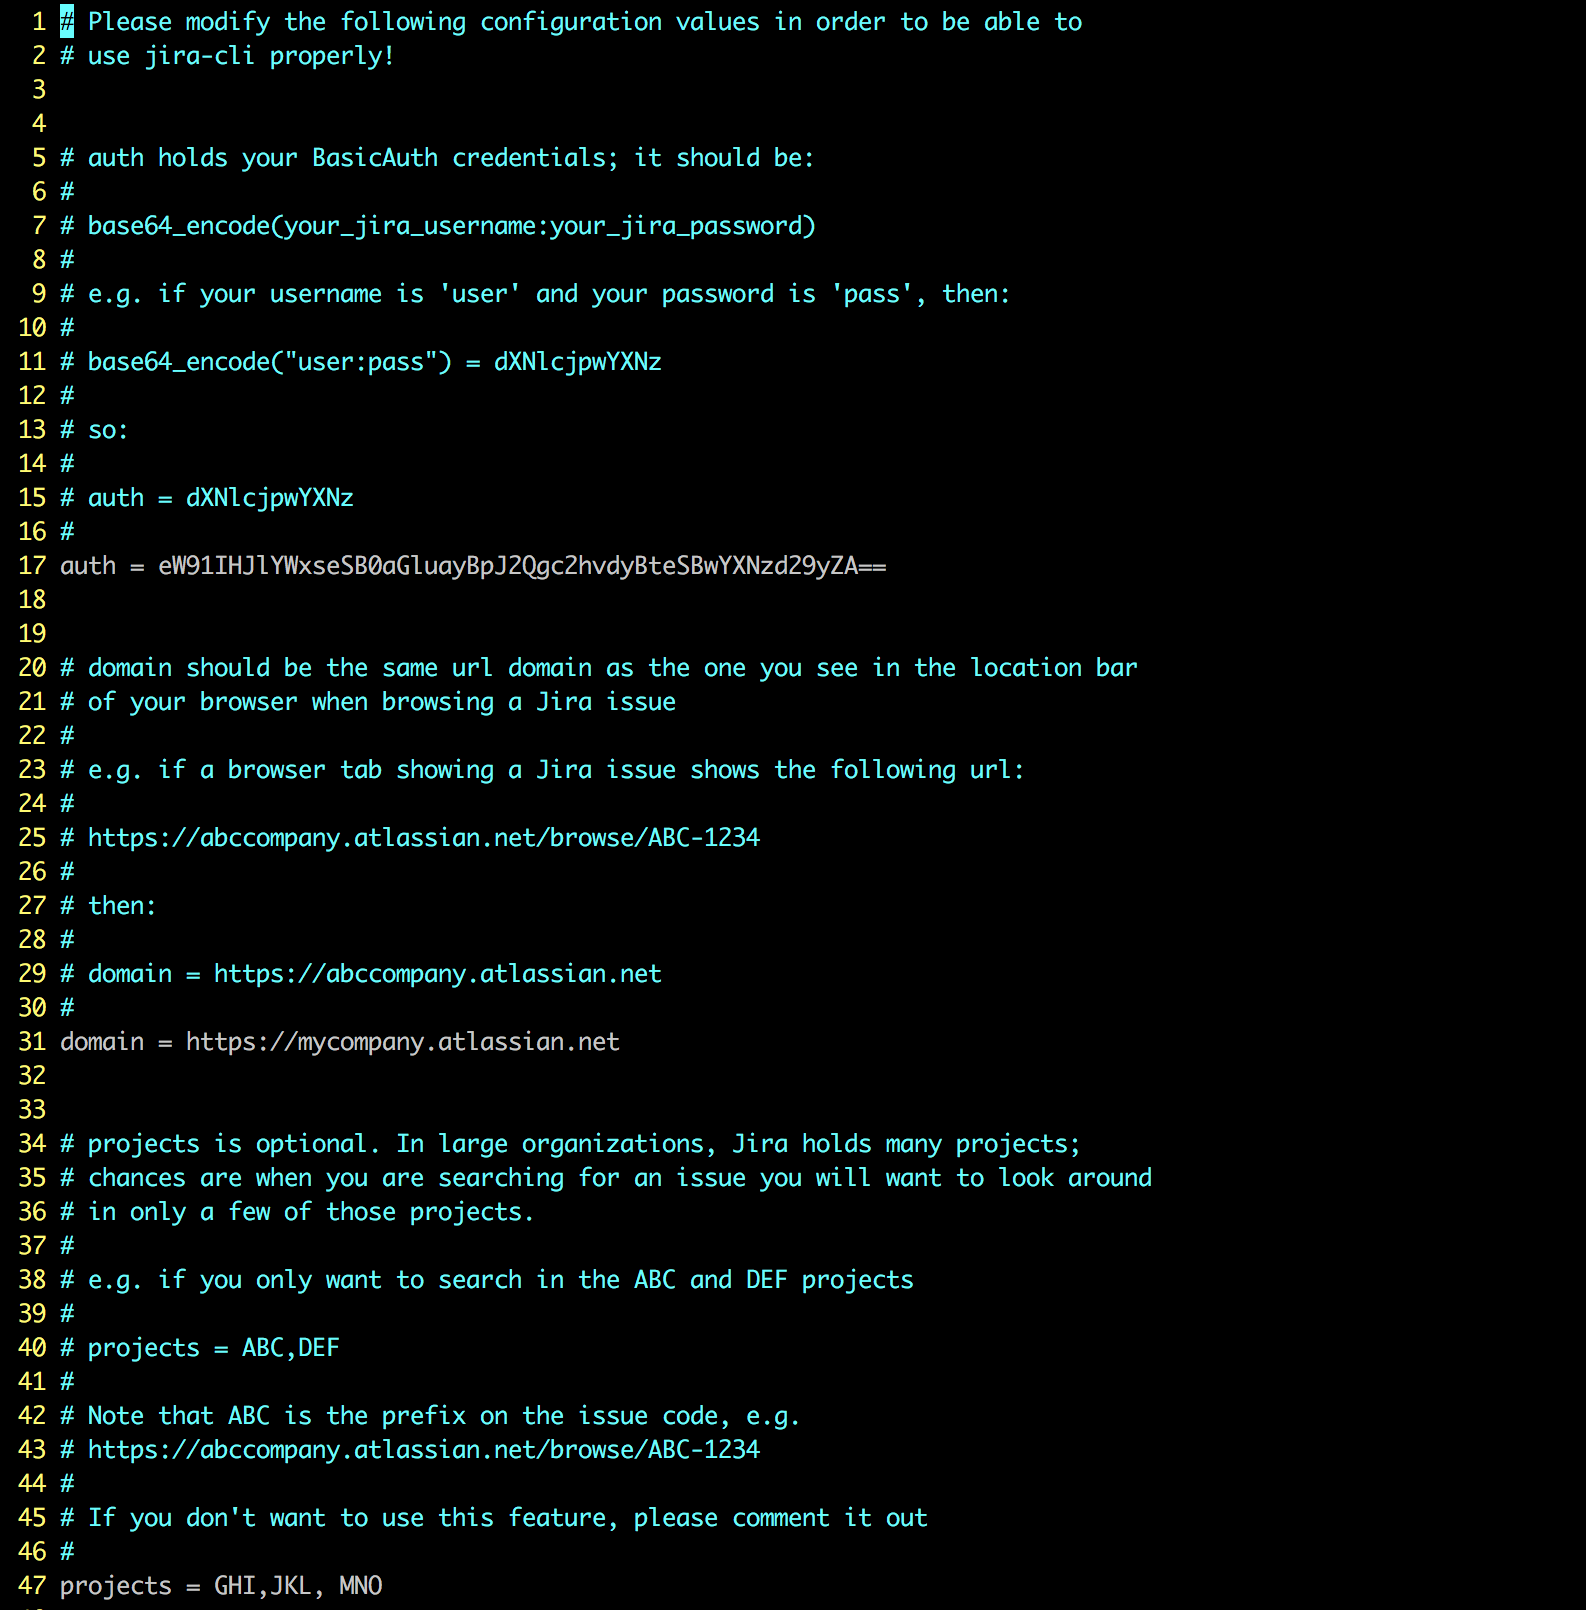 1 # Please modify the following configuration values in order to be able to
2 # use jira-cli properly!
3
4
5 # auth holds your BasicAuth credentials; it should be:
6 #
7 # base64_encode(your_jira_username:your_jira_password)
8 #
9 # e.g. if your username is 'user' and your password is 'pass', then:
10 #
11 # base64_encode("user:pass") = dXNlcjpwYXNz
12 #
13 # so:
14 #
15 # auth = dXNlcjpwYXNz
16 #
17 auth = eW91IHJlYWxseSB0aGluayBpJ2Qgc2hvdyBteSBwYXNzd29yZA==
18
19
20 # domain should be the same url domain as the one you see in the location bar
21 # of your browser when browsing a Jira issue
22 #
23 # e.g. if a browser tab showing a Jira issue shows the following url:
24 #
25 # https://abccompany.atlassian.net/browse/ABC-1234
26 #
27 # then:
28 #
29 # domain = https://abccompany.atlassian.net
30 #
31 domain = https://mycompany.atlassian.net
32
33
34 # projects is optional. In large organizations, Jira holds many projects;
35 # chances are when you are searching for an issue you will want to look around
36 # in only a few of those projects.
37 #
38 # e.g. if you only want to search in the ABC and DEF projects
39 #
40 # projects = ABC,DEF
41 #
42 # Note that ABC is the prefix on the issue code, e.g.
43 # https://abccompany.atlassian.net/browse/ABC-1234
44 #
45 # If you don't want to use this feature, please comment it out
46 #
47 projects = GHI,JKL, MNO